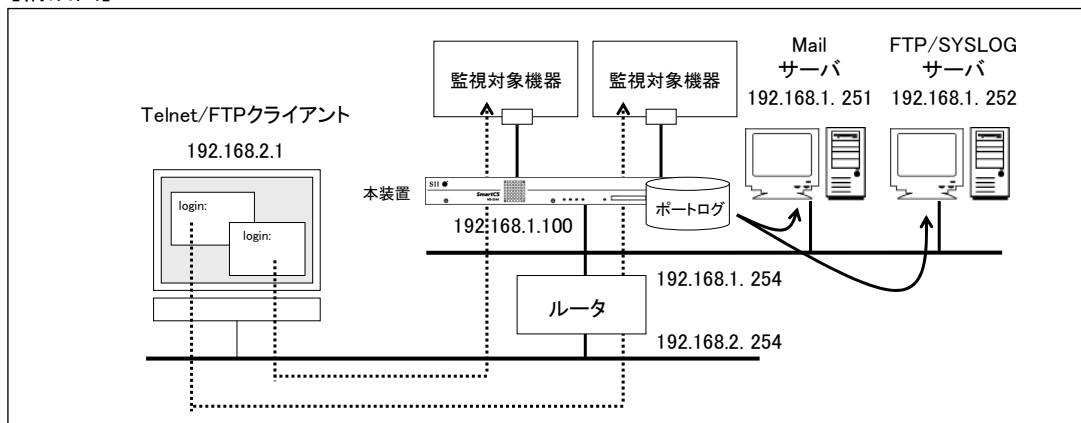 監視対象機器
監視対象機器
Mail
サーバ
192.168.1. 251
FTP/SYSLOG
サーバ
192.168.1. 252
Telnet/FTPクライアント
192.168.2.1
login:
login:
本装置
SII
SmartCS
ポートログ
192.168.1.100
192.168.1. 254
ルータ
192.168.2. 254